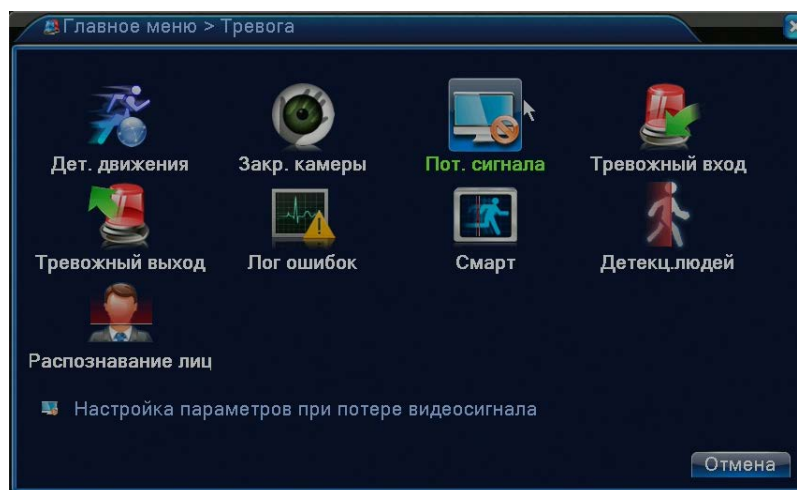 Главное меню > Тревога
Дет. движения Закр. камеры Пот. сигнала Тревожный вход
Тревожный выход Лог ошибок Смарт Детекц.людей
Распознавание лиц
Настройка параметров при потере видеосигнала
Отмена